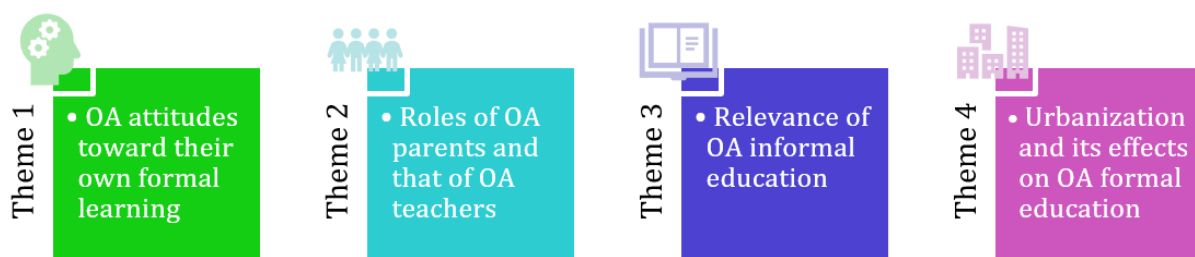 Theme 1
• OA attitudes
toward their
own formal
learning
Theme 2
• Roles of OA
parents and
that of OA
teachers
Theme 3
• Relevance of
OA informal
education
Theme 4
• Urbanization
and its effects
on OA formal
education